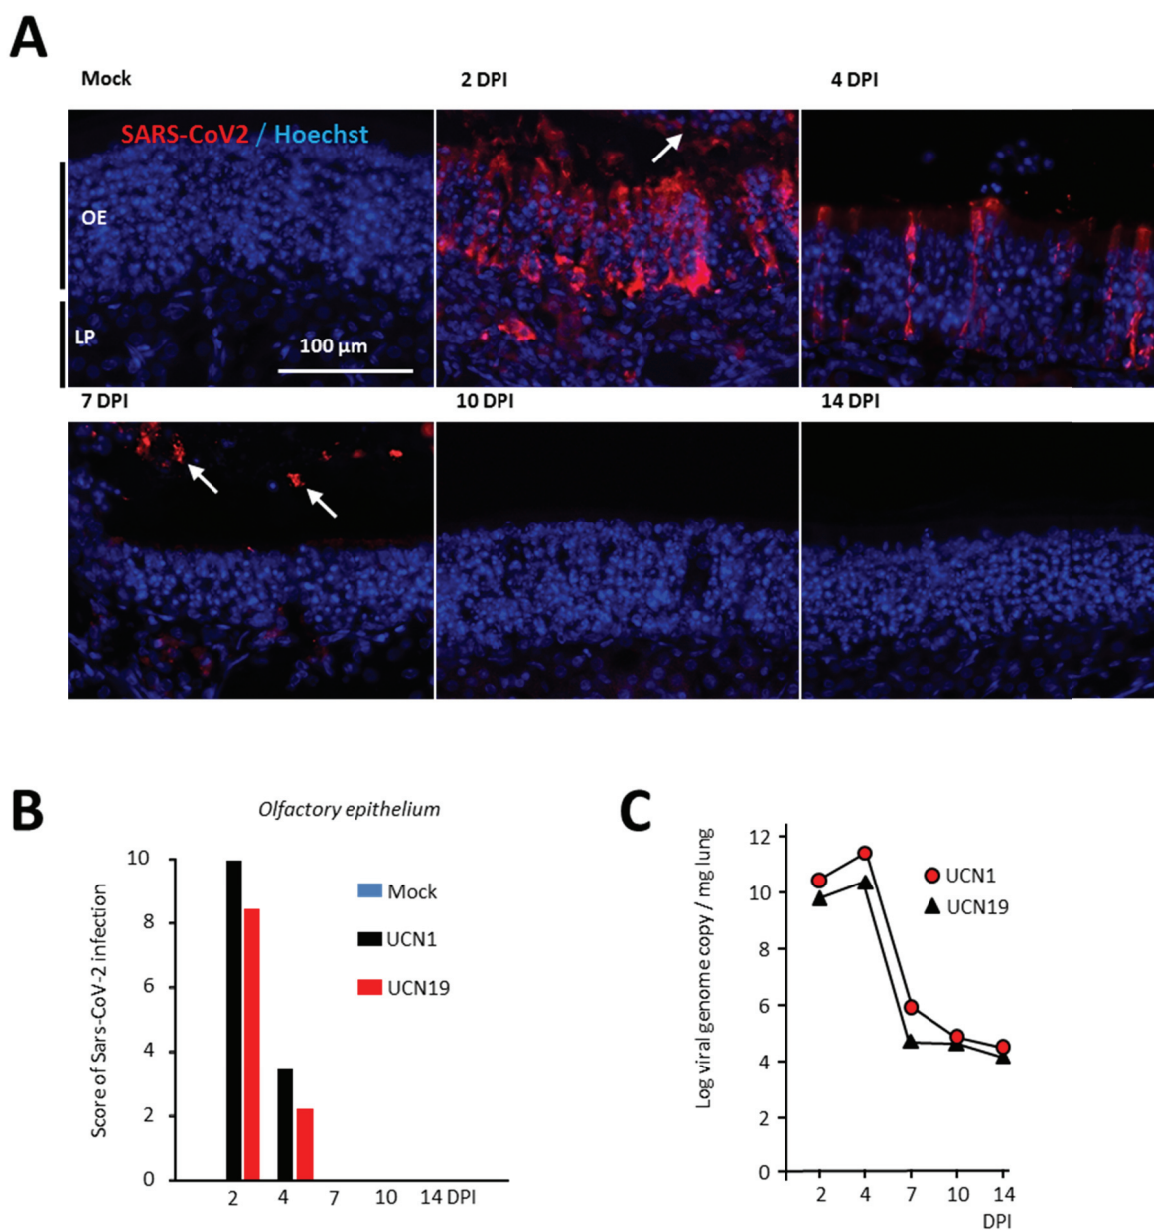 A
Mock
2 DPI
4 DPI
SARS-CoV2 / Hoechst
OE
LP
100 µm
7 DPI
10 DPI
14 DPI
B
Olfactory epithelium
Score of Sars-CoV-2 infection
10
8
6
4
2
0
Mock
UCN1
UCN19
2 4 7 10 14 DPI
C
Log viral genome copy / mg lung
12
10
8
6
4
2
0
UCN1
UCN19
2 4 7 10 14
DPI